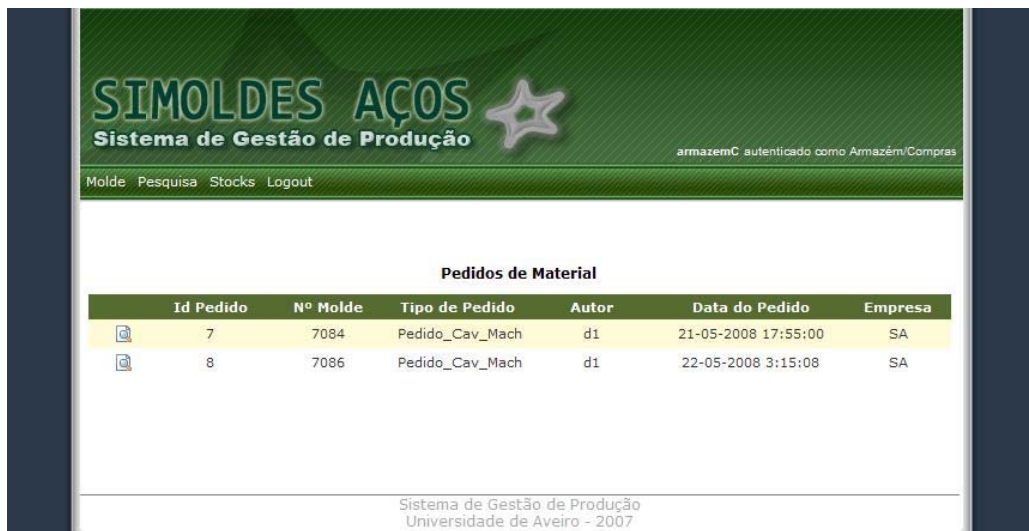 SIMOLDES AÇOS
Sistema de Gestão de Produção
armazemC autenticado como Armazém/Compras
Molde Pesquisa Stocks Logout
Pedidos de Material
Id Pedido Nº Molde Tipo de Pedido Autor Data do Pedido Empresa
7 7084 Pedido_Cav_Mach d1 21-05-2008 17:55:00 SA
8 7086 Pedido_Cav_Mach d1 22-05-2008 3:15:08 SA
Sistema de Gestão de Produção
Universidade de Aveiro - 2007